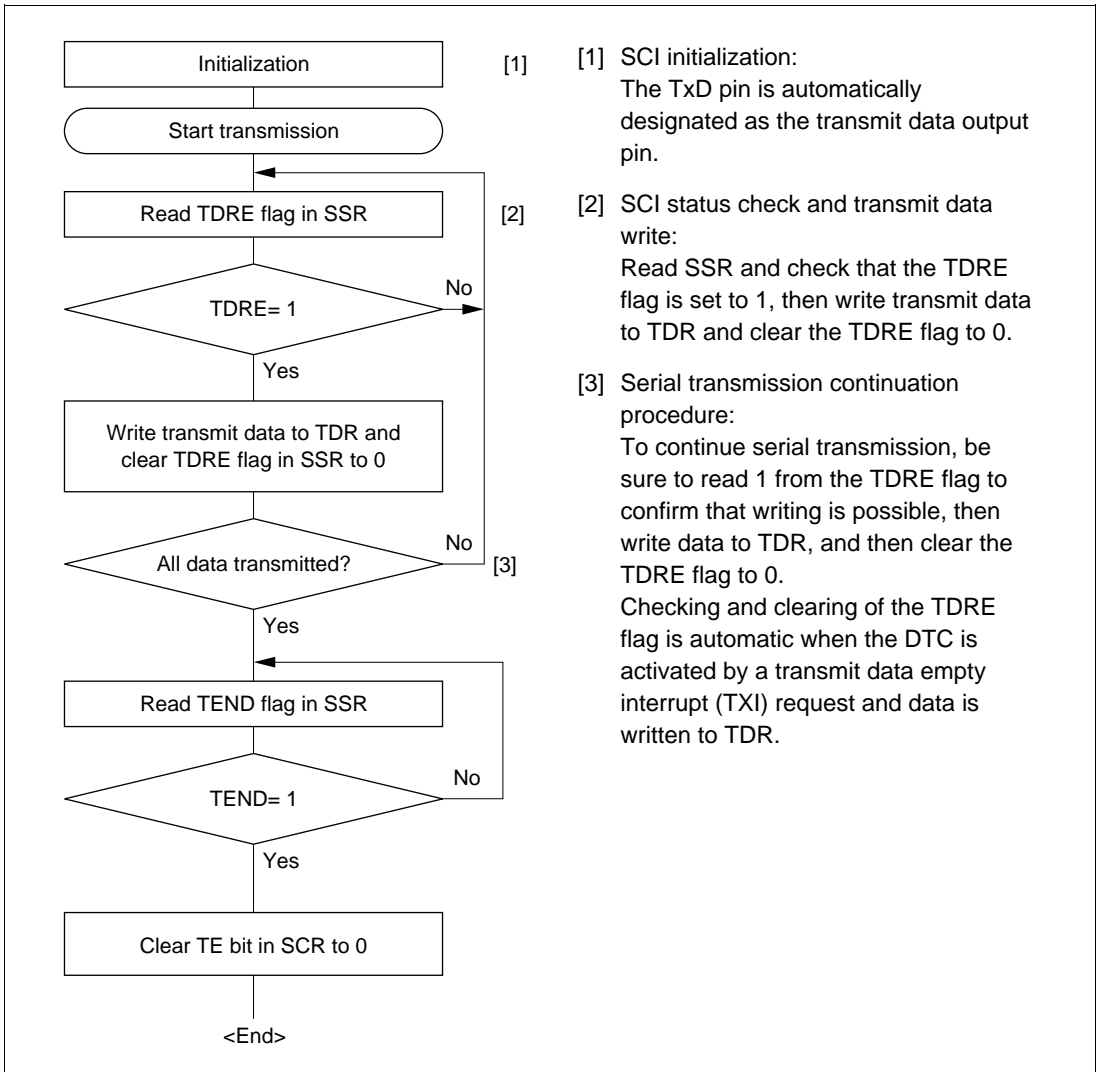 Initialization
[1]
Start transmission
Read TDRE flag in SSR
[2]
TDRE= 1
No
Yes
Write transmit data to TDR and
clear TDRE flag in SSR to 0
All data transmitted?
No
[3]
Yes
Read TEND flag in SSR
TEND= 1
No
Yes
Clear TE bit in SCR to 0
<End>
[1] SCI initialization:
The TxD pin is automatically
designated as the transmit data output
pin.
[2] SCI status check and transmit data
write:
Read SSR and check that the TDRE
flag is set to 1, then write transmit data
to TDR and clear the TDRE flag to 0.
[3] Serial transmission continuation
procedure:
To continue serial transmission, be
sure to read 1 from the TDRE flag to
confirm that writing is possible, then
write data to TDR, and then clear the
TDRE flag to 0.
Checking and clearing of the TDRE
flag is automatic when the DTC is
activated by a transmit data empty
interrupt (TXI) request and data is
written to TDR.